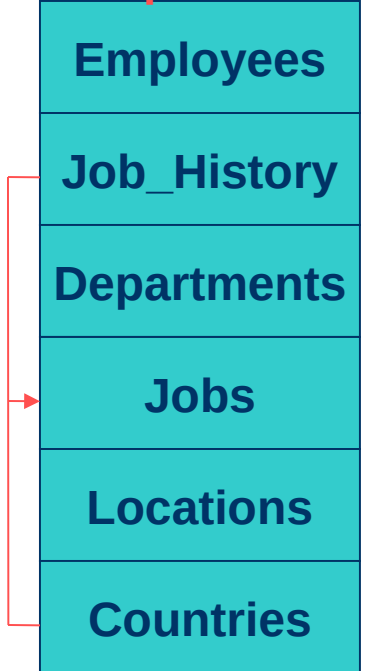 Employees
Job_History
Departments
Jobs
Locations
Countries